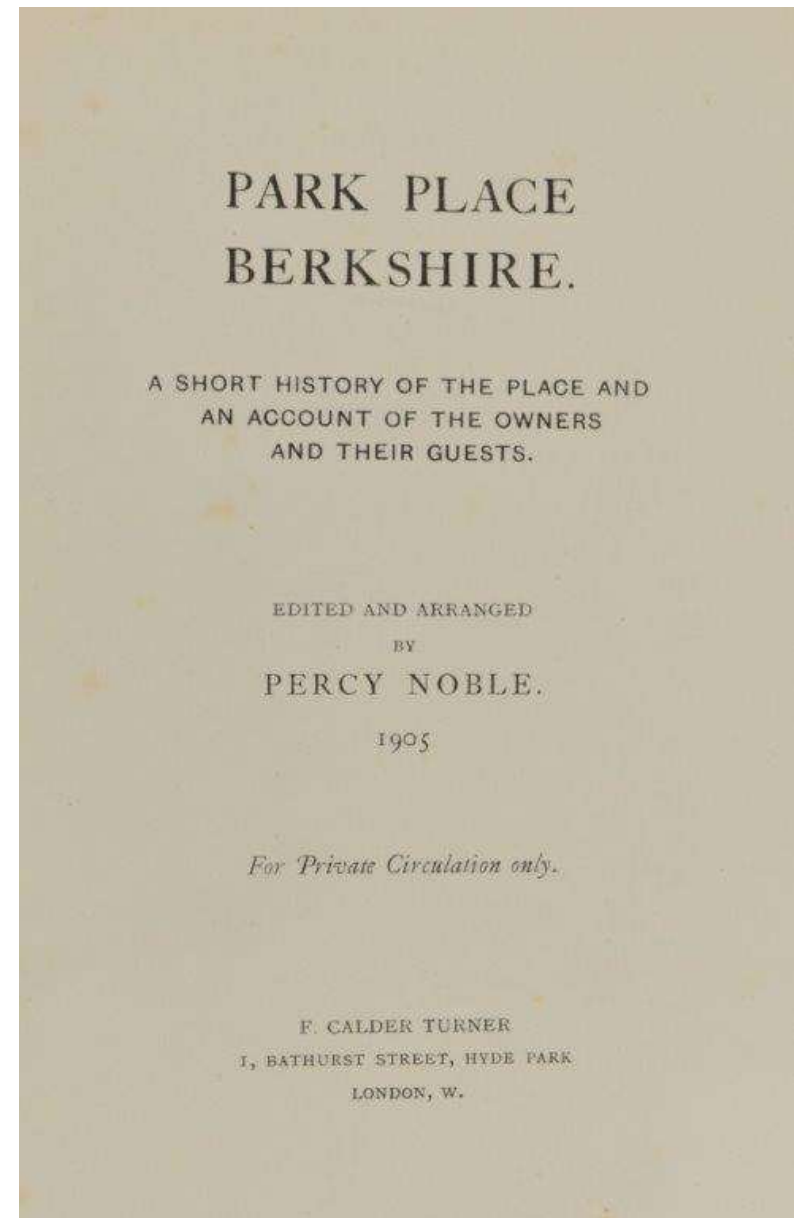 PARK PLACE
BERKSHIRE.
A SHORT HISTORY OF THE PLACE AND
AN ACCOUNT OF THE OWNERS
AND THEIR GUESTS.
EDITED AND ARRANGED
BY
PERCY NOBLE.
1905
For Private Circulation only.
F. CALDER TURNER
1, BATHURST STREET, HYDE PARK
LONDON, W.